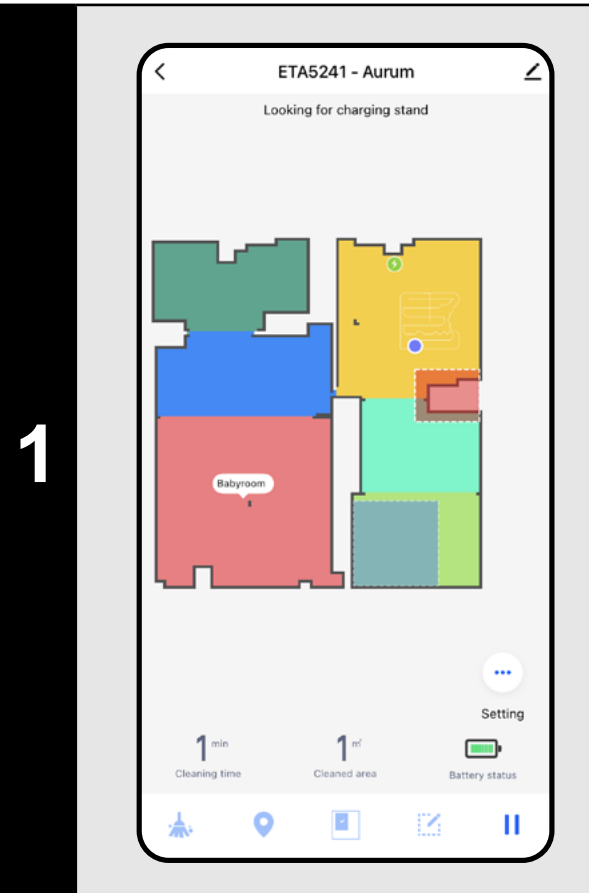 1
ETA5241 - Aurum
Looking for charging stand
Babyroom
Setting
1 min
Cleaning time
1 ㎡
Cleaned area
Battery status